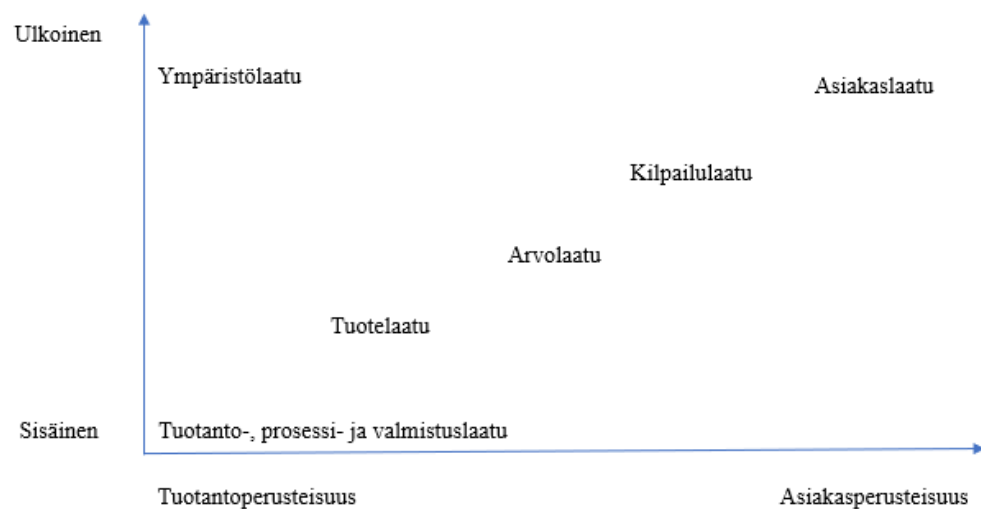 Ulkoinen
Ympäristölaatu
Asiakaslaatu
Kilpailulaatu
Arvolaatu
Tuotelaatu
Sisäinen
Tuotanto-, prosessi- ja valmistuslaatu
Tuotantoperusteisuus
Asiakasperusteisuus